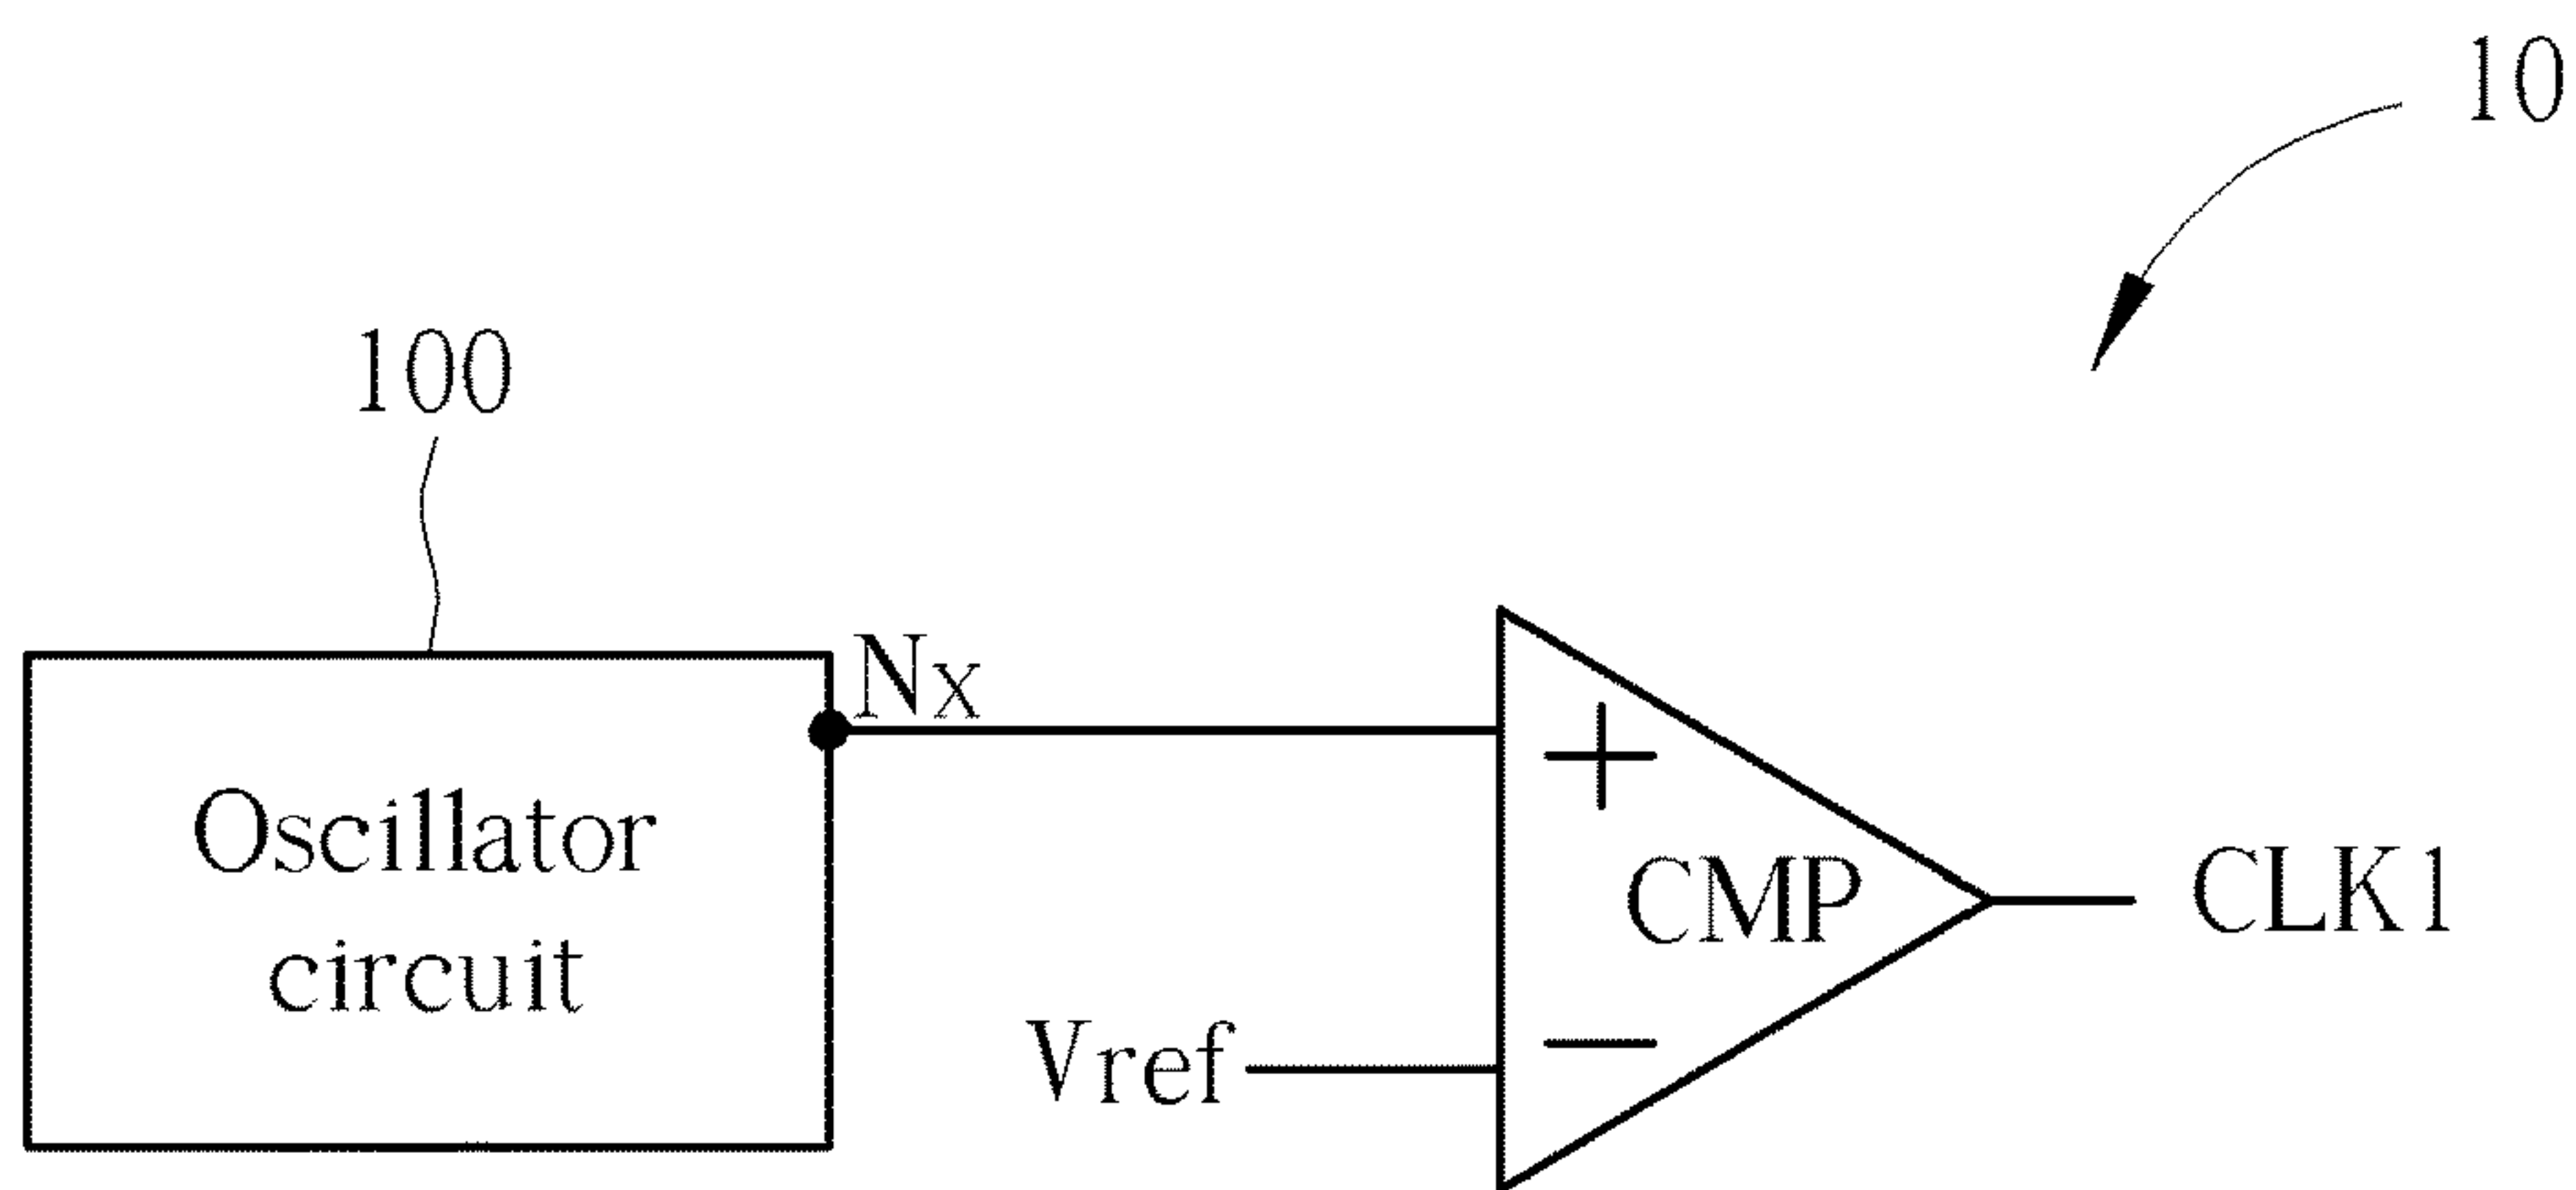 10
100
Nx
Oscillator
circuit
+
CMP
CLK1
Vref
−